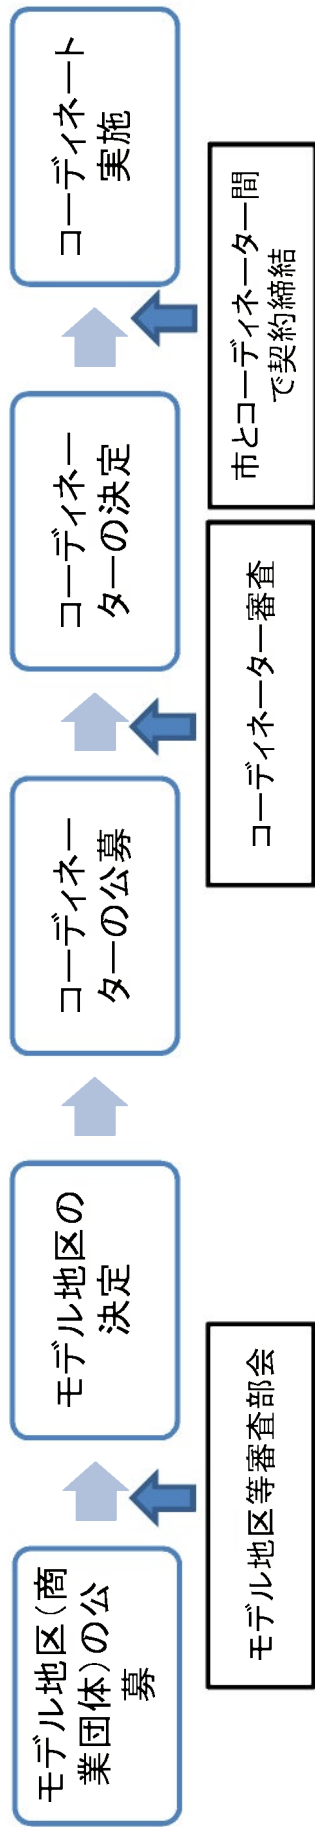 モデル地区(商
業団体)の公
募
モデル地区の
決定
コーディネー
ターの公募
コーディネー
ターの決定
コーディネート
実施
モデル地区等審査部会
コーディネーター審査
市とコーディネーター間
で契約締結